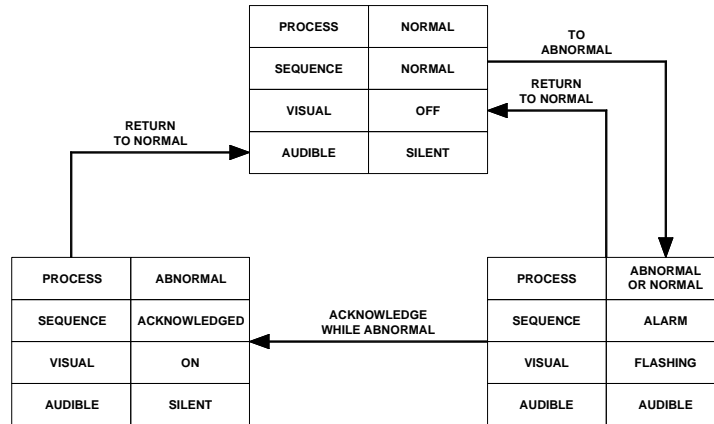 PROCESS NORMAL
SEQUENCE NORMAL
VISUAL OFF
AUDIBLE SILENT
TO
ABNORMAL
RETURN
TO NORMAL
RETURN
TO NORMAL
PROCESS ABNORMAL
SEQUENCE ACKNOWLEDGED
VISUAL ON
AUDIBLE SILENT
ACKNOWLEDGE
WHILE ABNORMAL
PROCESS ABNORMAL
OR NORMAL
SEQUENCE ALARM
VISUAL FLASHING
AUDIBLE AUDIBLE